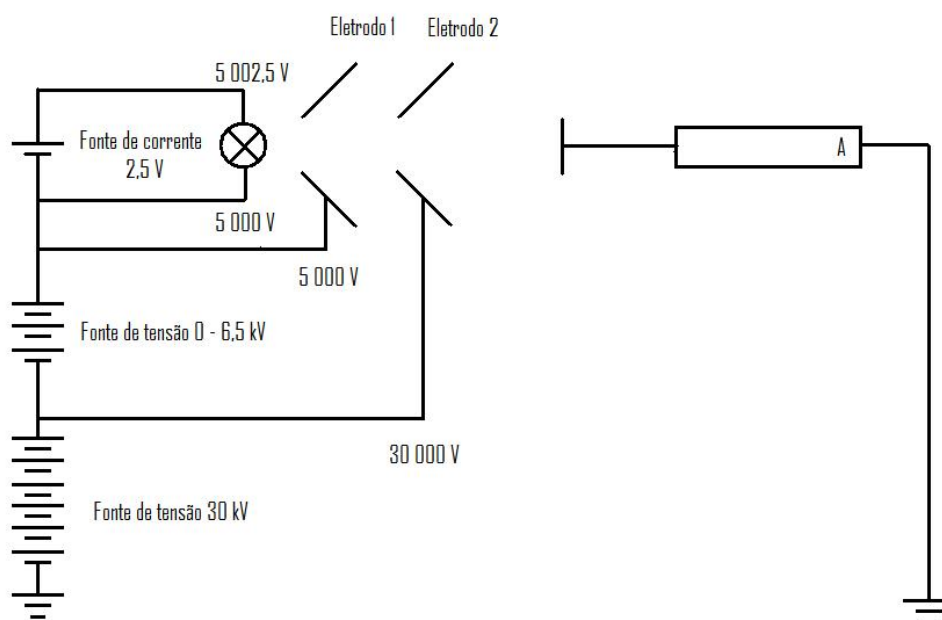 Eletrodo 1
Eletrodo 2
5 002,5 V
Fonte de corrente
2,5 V
A
5 000 V
5 000 V
Fonte de tensão 0 - 6,5 kV
30 000 V
Fonte de tensão 30 kV